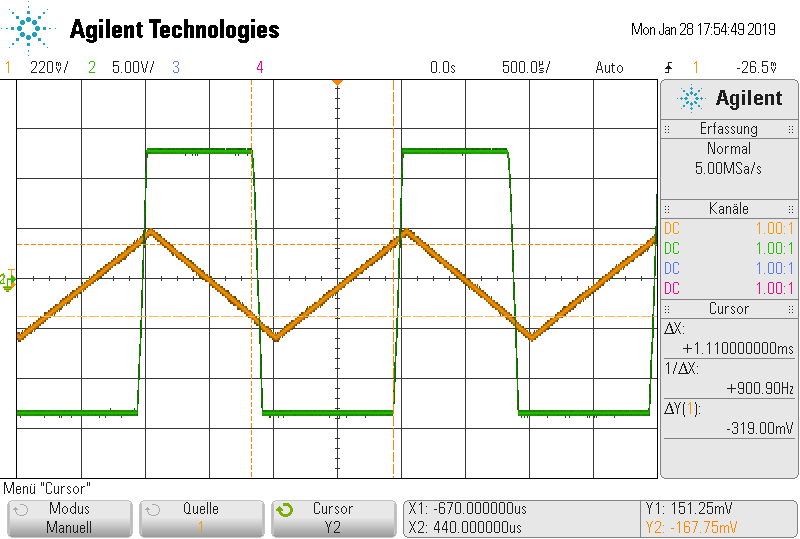 Agilent Technologies
Mon Jan 28 17:54:49 2019
1 220mV/ 2 5.00V/ 3 4 0.0s 500.0us/ Auto 1 -26.5mV
Agilent
Erfassung
Normal
5.00MSa/s
Kanäle
DC 1.00:1
DC 1.00:1
DC 1.00:1
DC 1.00:1
Cursor
ΔX:
+1.110000000ms
1/ΔX:
+900.90Hz
ΔY(1):
-319.00mV
2
Menü "Cursor"
Modus
Manuell
Quelle
1
Cursor
Y2
X1: -670.000000us
X2: 440.000000us
Y1: 151.25mV
Y2: -167.75mV